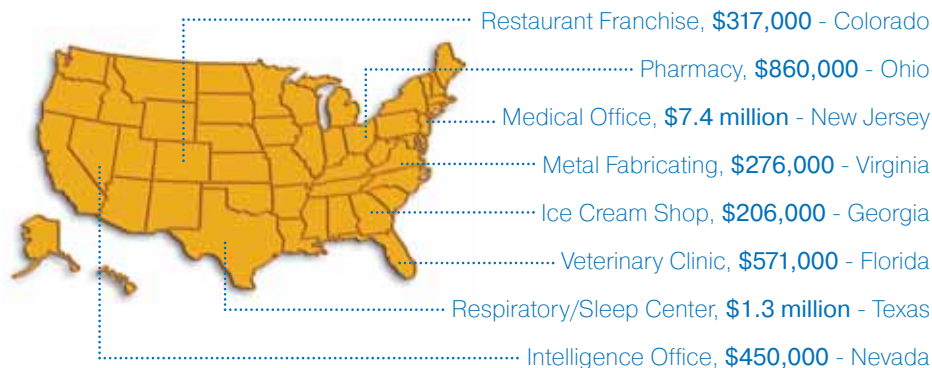 Restaurant Franchise, $317,000 - Colorado
Pharmacy, $860,000 - Ohio
Medical Office, $7.4 million - New Jersey
Metal Fabricating, $276,000 - Virginia
Ice Cream Shop, $206,000 - Georgia
Veterinary Clinic, $571,000 - Florida
Respiratory/Sleep Center, $1.3 million - Texas
Intelligence Office, $450,000 - Nevada